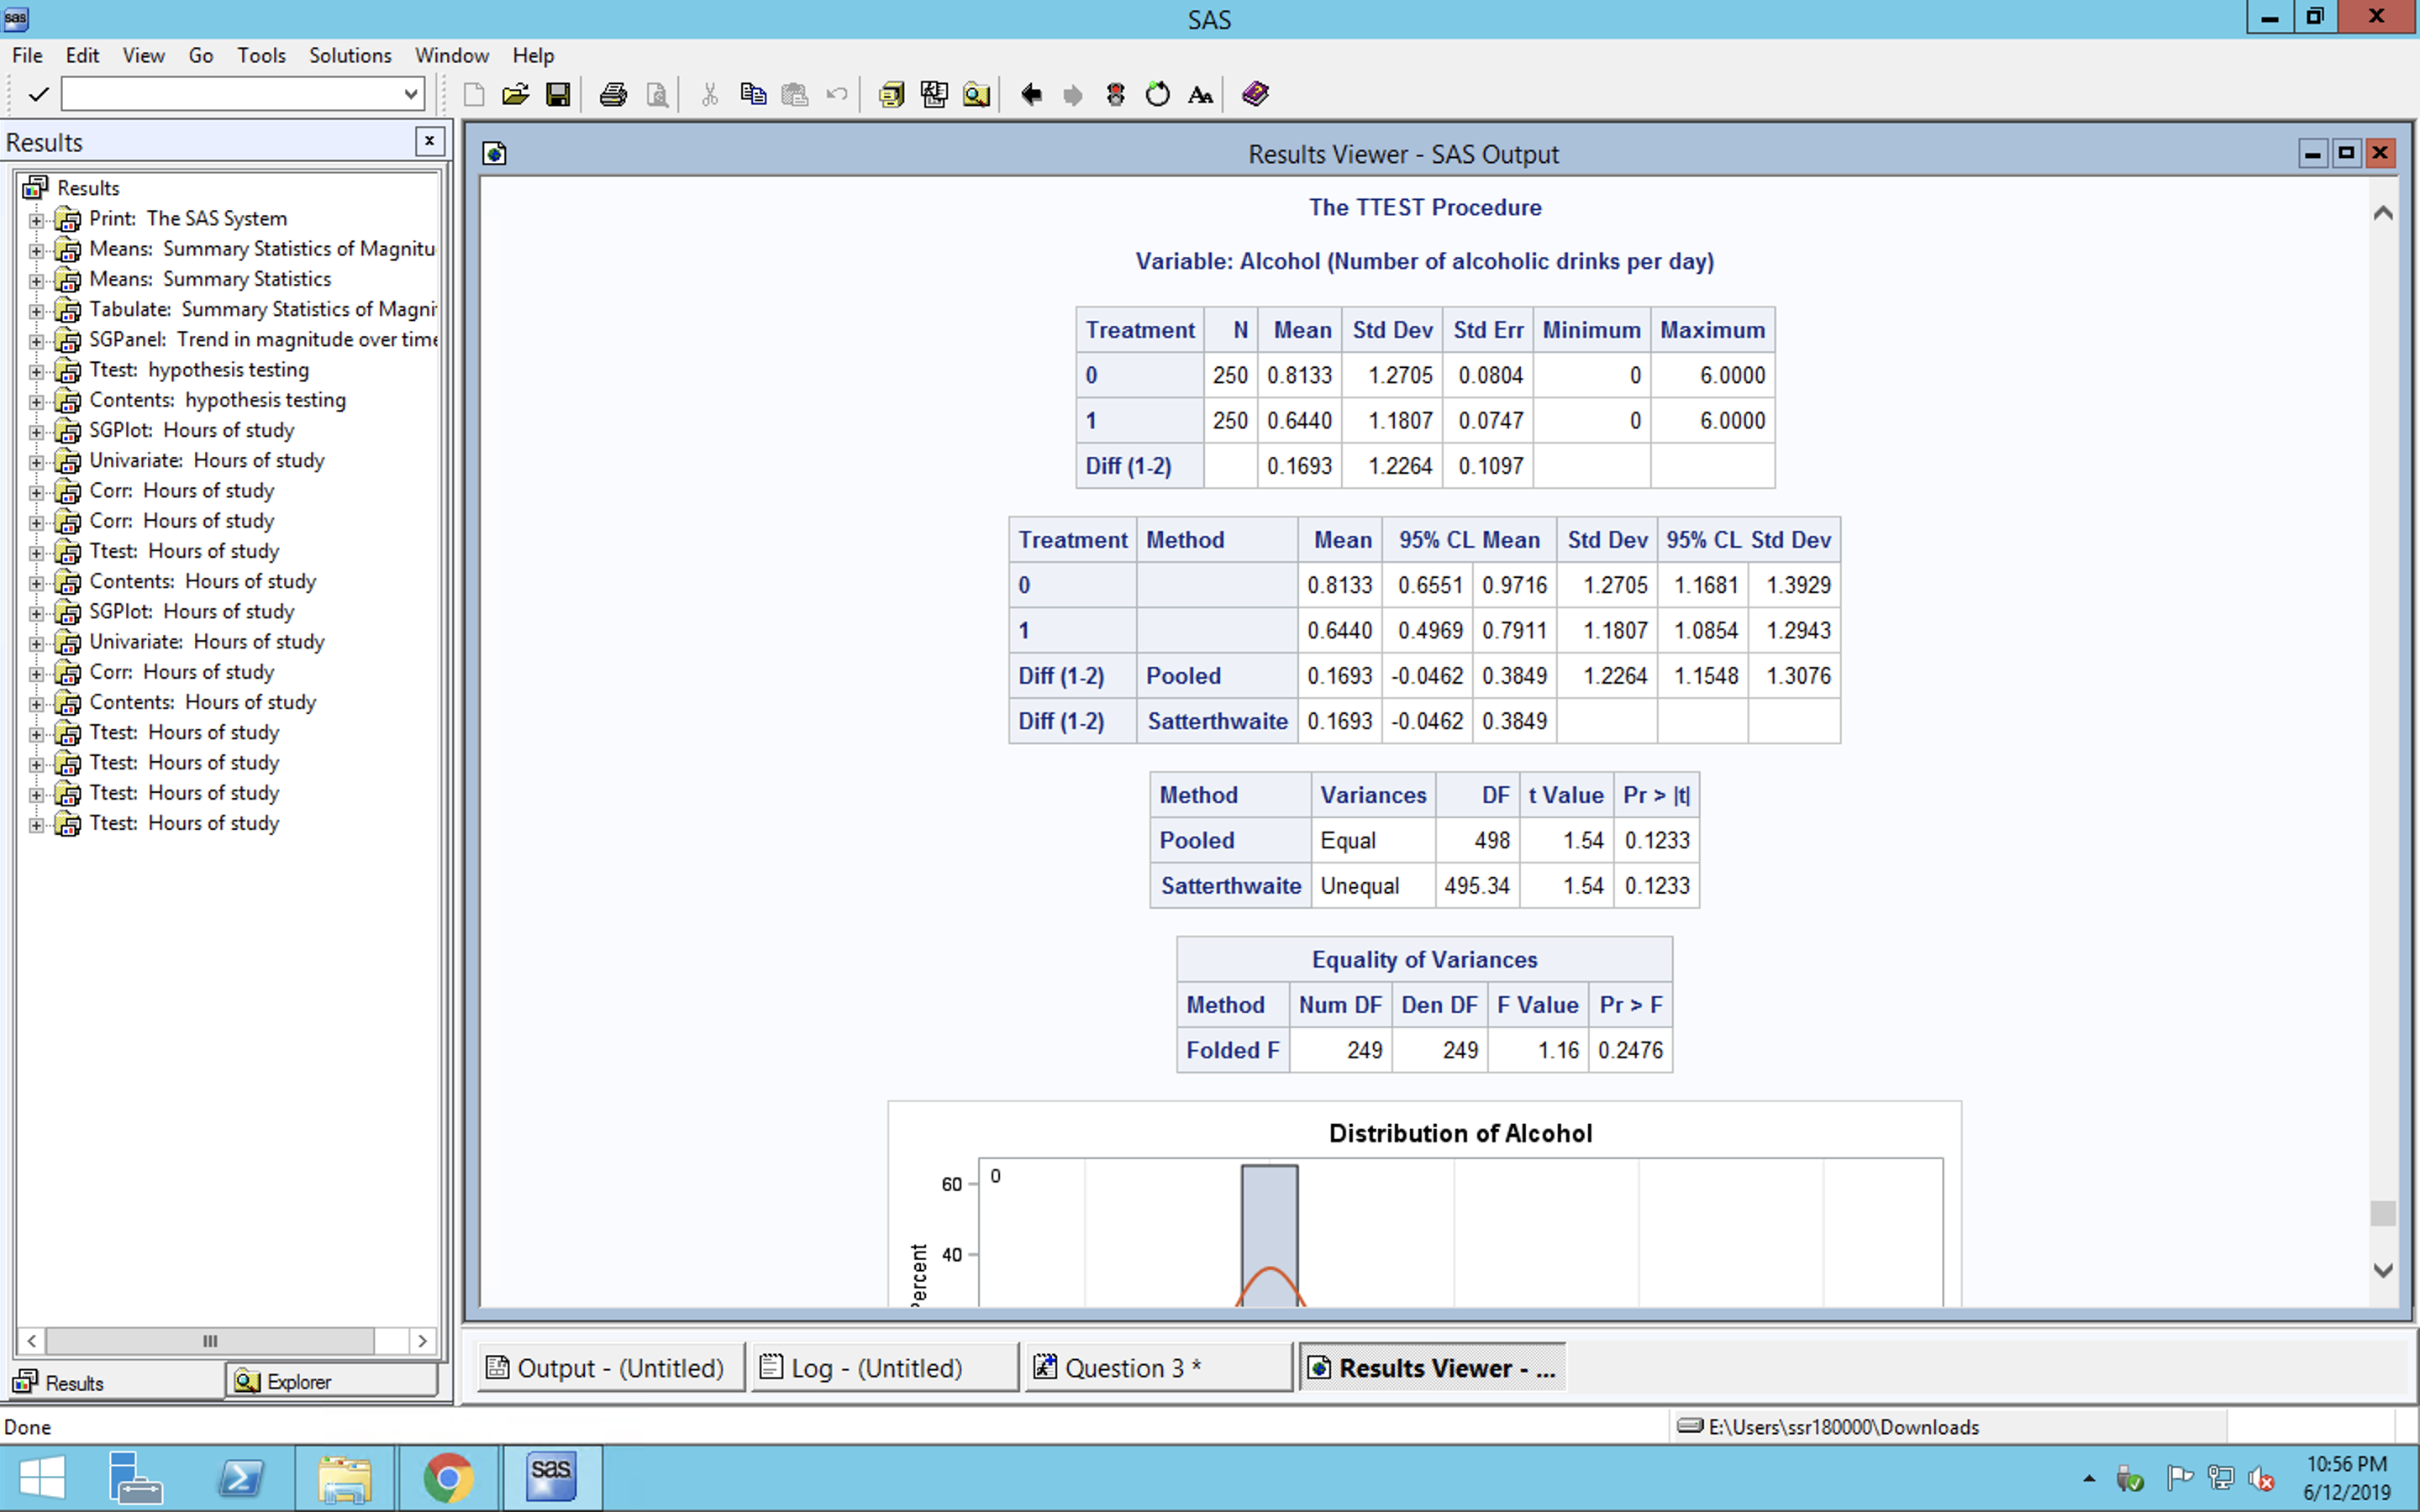 sas SAS
File Edit View Go Tools Solutions Window Help
Results
Results
Print: The SAS System
Means: Summary Statistics of Magnitu
Means: Summary Statistics
Tabulate: Summary Statistics of Magni
SGPanel: Trend in magnitude over time
Ttest: hypothesis testing
Contents: hypothesis testing
SGPlot: Hours of study
Univariate: Hours of study
Corr: Hours of study
Corr: Hours of study
Ttest: Hours of study
Contents: Hours of study
SGPlot: Hours of study
Univariate: Hours of study
Corr: Hours of study
Contents: Hours of study
Ttest: Hours of study
Ttest: Hours of study
Ttest: Hours of study
Ttest: Hours of study
Results Explorer
Results Viewer - SAS Output
The TTEST Procedure
Variable: Alcohol (Number of alcoholic drinks per day)
Treatment N Mean Std Dev Std Err Minimum Maximum
0 250 0.8133 1.2705 0.0804 0 6.0000
1 250 0.6440 1.1807 0.0747 0 6.0000
Diff (1-2) 0.1693 1.2264 0.1097
Treatment Method Mean 95% CL Mean Std Dev 95% CL Std Dev
0 0.8133 0.6551 0.9716 1.2705 1.1681 1.3929
1 0.6440 0.4969 0.7911 1.1807 1.0854 1.2943
Diff (1-2) Pooled 0.1693 -0.0462 0.3849 1.2264 1.1548 1.3076
Diff (1-2) Satterthwaite 0.1693 -0.0462 0.3849
Method Variances DF t Value Pr > |t|
Pooled Equal 498 1.54 0.1233
Satterthwaite Unequal 495.34 1.54 0.1233
Equality of Variances
Method Num DF Den DF F Value Pr > F
Folded F 249 249 1.16 0.2476
Distribution of Alcohol
0
60
40
Percent
Output - (Untitled) Log - (Untitled) Question 3 * Results Viewer - ...
Done E:\Users\ssr180000\Downloads
sas
10:56 PM
6/12/2019